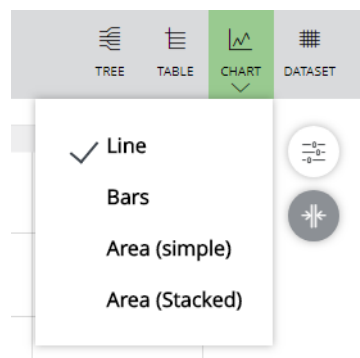 TREE TABLE CHART DATASET
Line
Bars
Area (simple)
Area (Stacked)